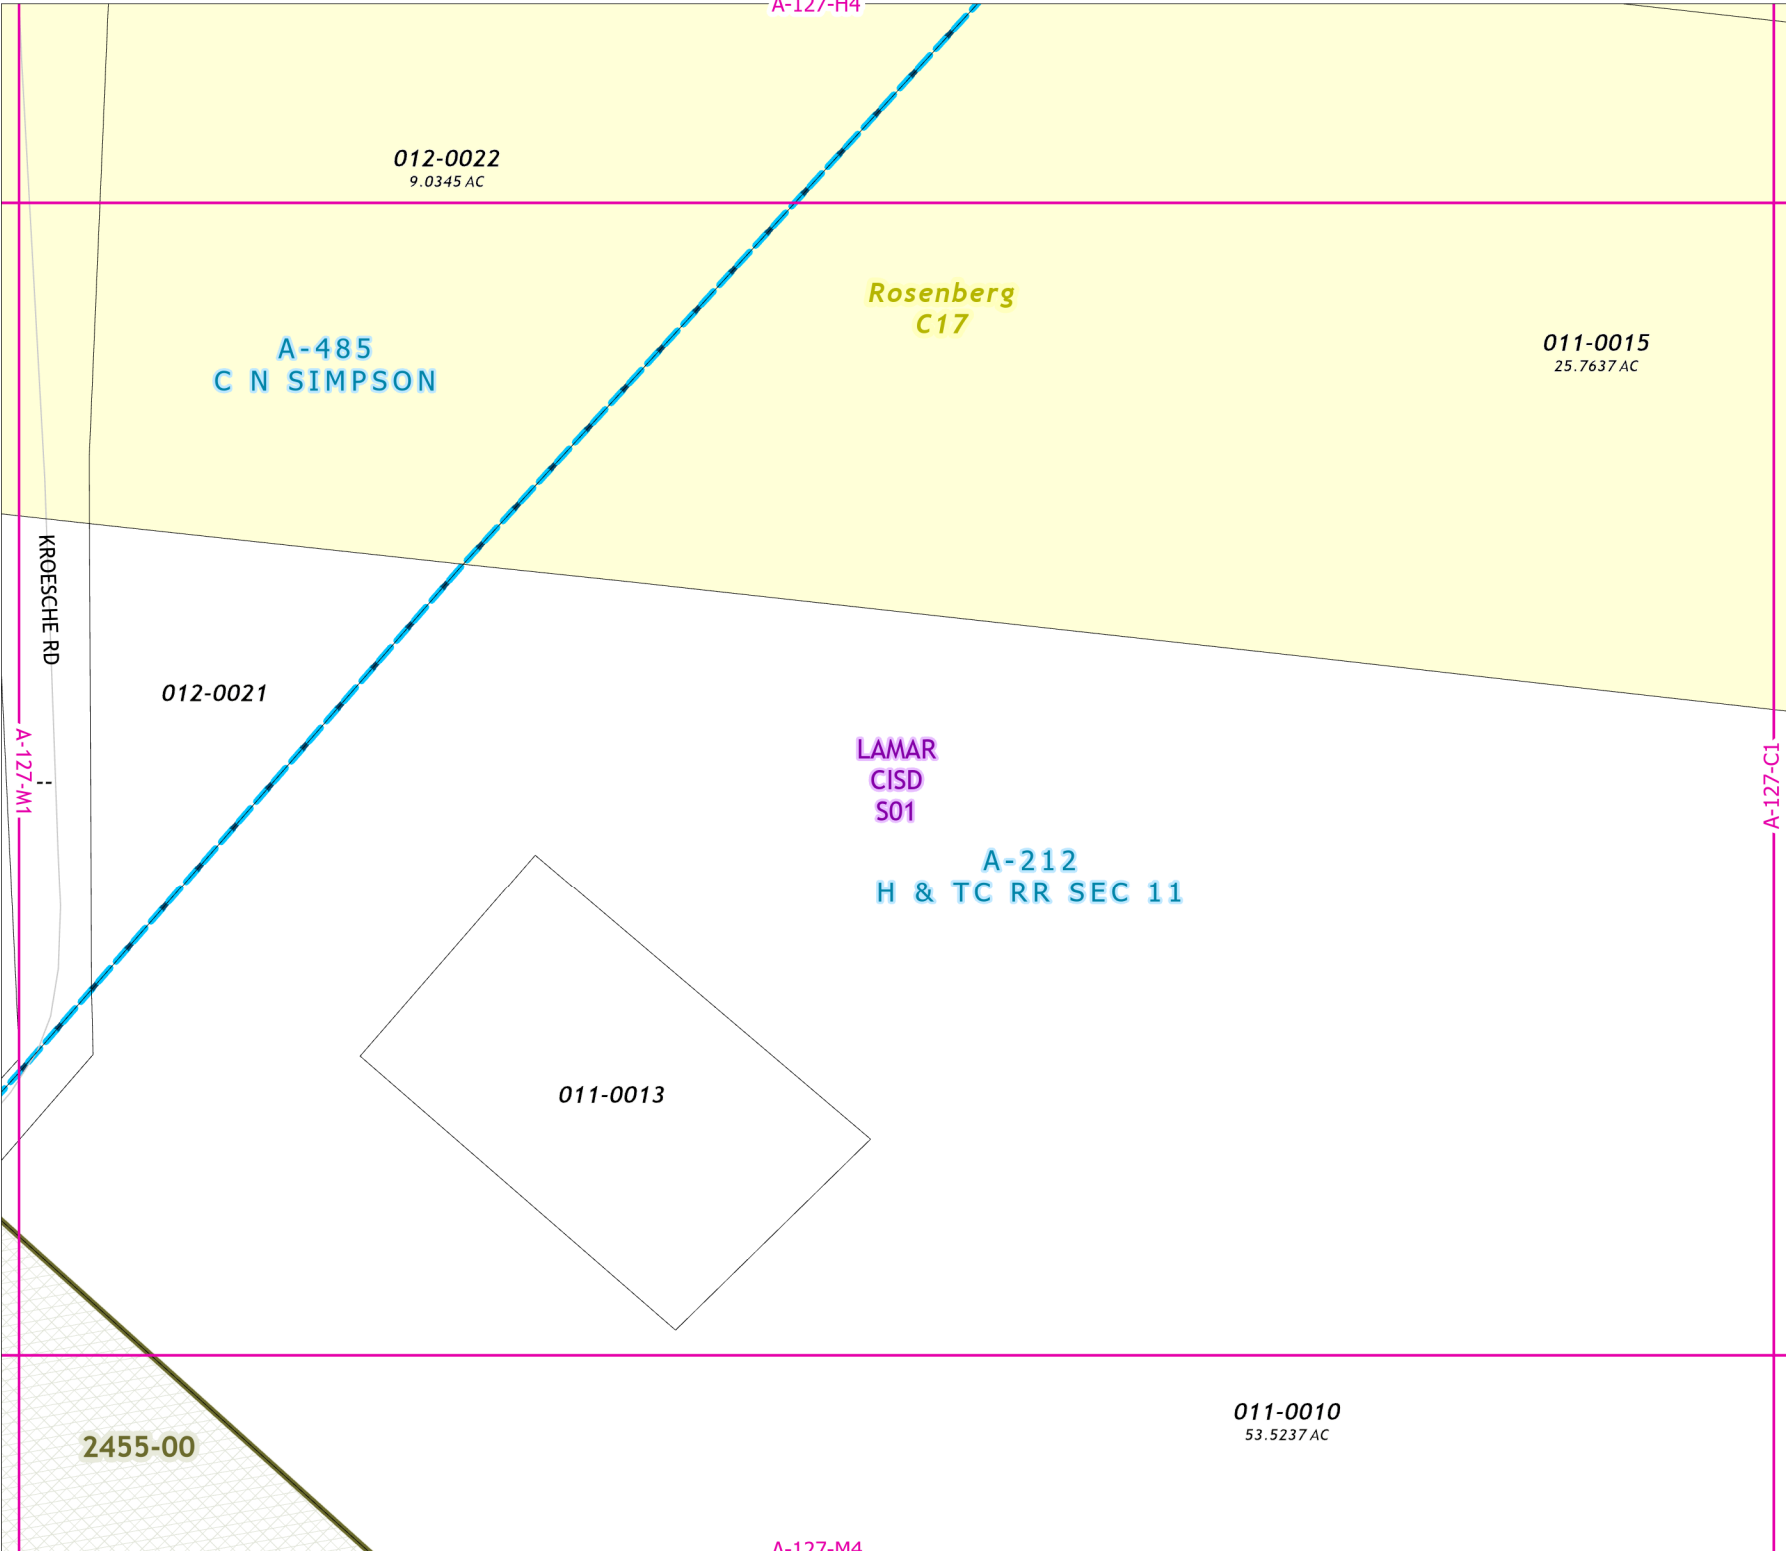 A-127-H4
012-0022
9.0345 AC
Rosenberg
C17
A-485
C N SIMPSON
011-0015
25.7637 AC
KROESCHE RD
012-0021
A-127-M1
LAMAR
CISD
S01
A-127-C1
A-212
H & TC RR SEC 11
011-0013
011-0010
53.5237 AC
2455-00
A-127-M4